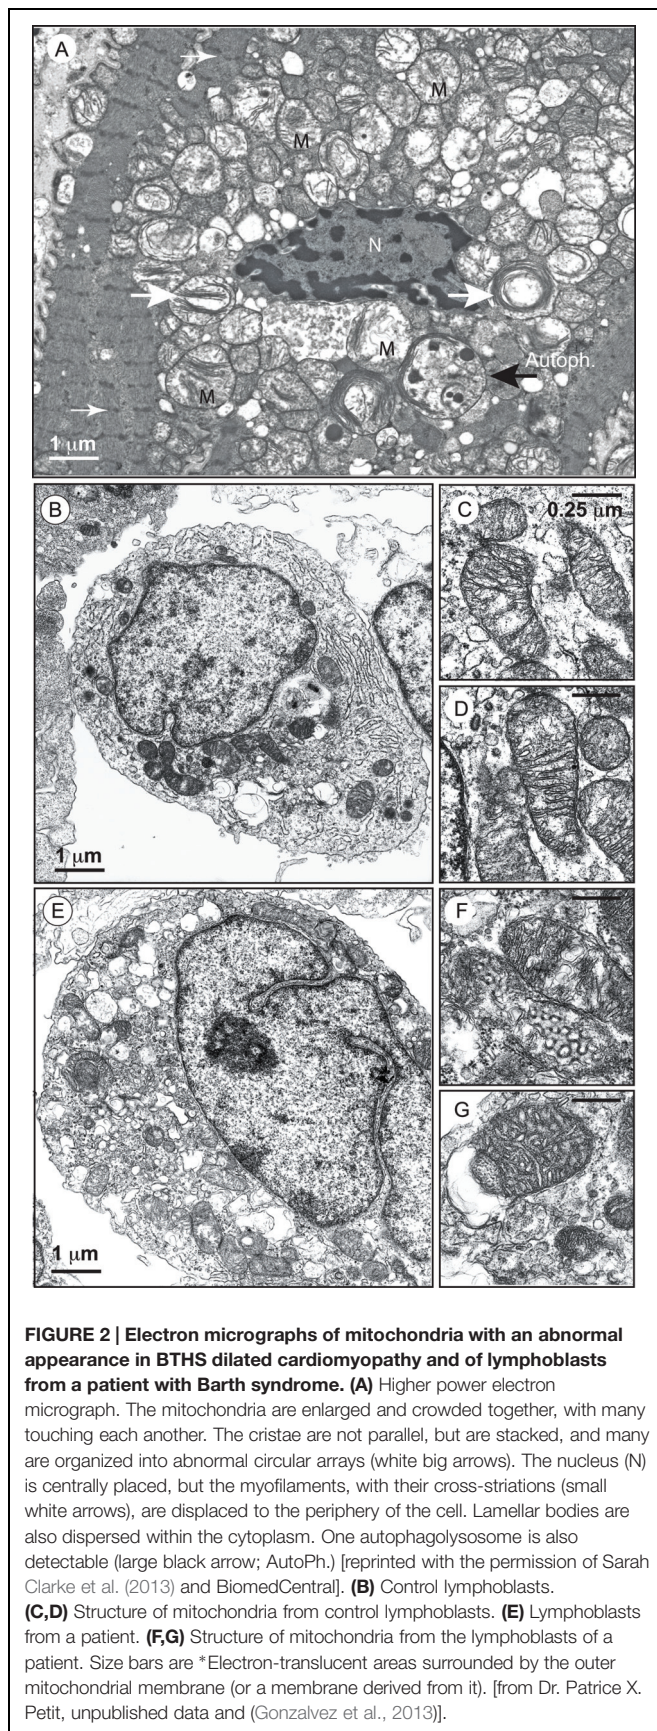 A
M
M
N
M
Autoph.
M
1 µm
B
C
0.25 µm
D
1 µm
E
F
G
1 µm
FIGURE 2 | Electron micrographs of mitochondria with an abnormal
appearance in BTHS dilated cardiomyopathy and of lymphoblasts
from a patient with Barth syndrome. (A) Higher power electron
micrograph. The mitochondria are enlarged and crowded together, with many
touching each another. The cristae are not parallel, but are stacked, and many
are organized into abnormal circular arrays (white big arrows). The nucleus (N)
is centrally placed, but the myofilaments, with their cross-striations (small
white arrows), are displaced to the periphery of the cell. Lamellar bodies are
also dispersed within the cytoplasm. One autophagolysosome is also
detectable (large black arrow; AutoPh.) [reprinted with the permission of Sarah
Clarke et al. (2013) and BiomedCentral]. (B) Control lymphoblasts.
(C,D) Structure of mitochondria from control lymphoblasts. (E) Lymphoblasts
from a patient. (F,G) Structure of mitochondria from the lymphoblasts of a
patient. Size bars are *Electron-translucent areas surrounded by the outer
mitochondrial membrane (or a membrane derived from it). [from Dr. Patrice X.
Petit, unpublished data and (Gonzalvez et al., 2013)].